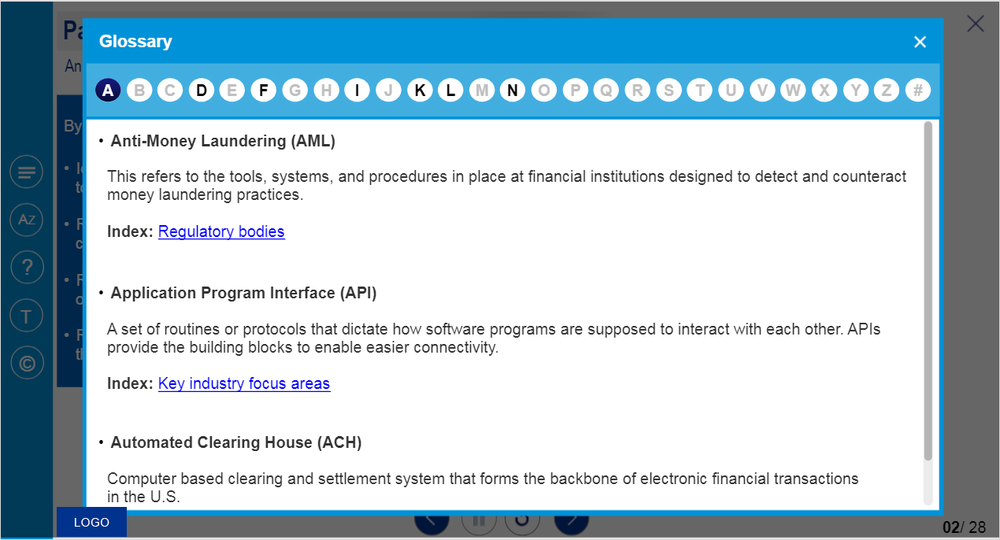 Glossary
A B C D E F G H I J K L M N O P Q R S T U V W X Y Z #
• Anti-Money Laundering (AML)
This refers to the tools, systems, and procedures in place at financial institutions designed to detect and counteract
money laundering practices.
Index: Regulatory bodies
• Application Program Interface (API)
A set of routines or protocols that dictate how software programs are supposed to interact with each other. APIs
provide the building blocks to enable easier connectivity.
Index: Key industry focus areas
• Automated Clearing House (ACH)
Computer based clearing and settlement system that forms the backbone of electronic financial transactions
in the U.S.
An
By
AZ
?
T
©
LOGO
02/ 28